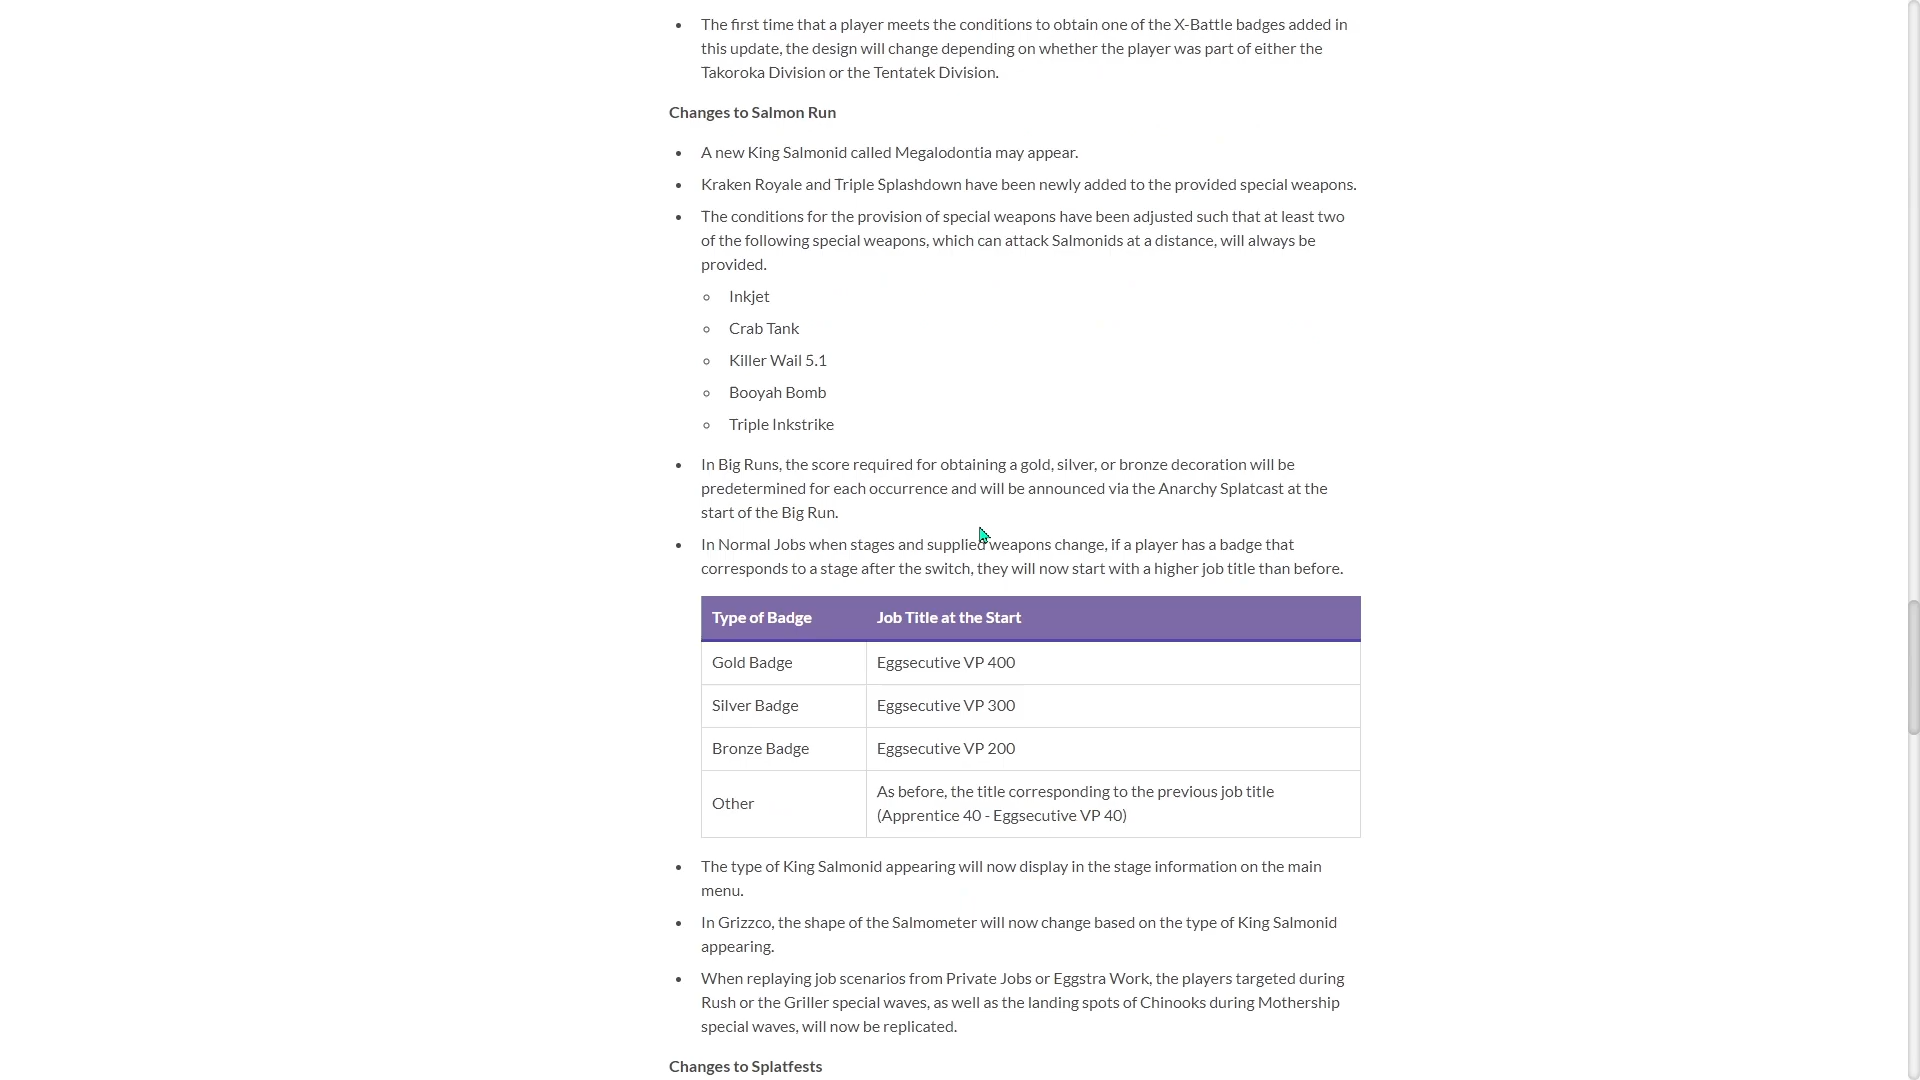 The first time that a player meets the conditions to obtain one of the X-Battle badges added in
this update, the design will change depending on whether the player was part of either the
Takoroka Division or the Tentatek Division.
Changes to Salmon Run
A new King Salmonid called Megalodontia may appear.
Kraken Royale and Triple Splashdown have been newly added to the provided special weapons.
The conditions for the provision of special weapons have been adjusted such that at least two
of the following special weapons, which can attack Salmonids at a distance, will always be
provided.
Inkjet
Crab Tank
Killer Wail 5.1
Booyah Bomb
Triple Inkstrike
In Big Runs, the score required for obtaining a gold, silver, or bronze decoration will be
predetermined for each occurrence and will be announced via the Anarchy Splatcast at the
start of the Big Run.
In Normal Jobs when stages and supplied weapons change, if a player has a badge that
corresponds to a stage after the switch, they will now start with a higher job title than before.
Type of Badge Job Title at the Start
Gold Badge Eggsecutive VP 400
Silver Badge Eggsecutive VP 300
Bronze Badge Eggsecutive VP 200
Other As before, the title corresponding to the previous job title
(Apprentice 40 - Eggsecutive VP 40)
The type of King Salmonid appearing will now display in the stage information on the main
menu.
In Grizzco, the shape of the Salmometer will now change based on the type of King Salmonid
appearing.
When replaying job scenarios from Private Jobs or Eggstra Work, the players targeted during
Rush or the Griller special waves, as well as the landing spots of Chinooks during Mothership
special waves, will now be replicated.
Changes to Splatfests